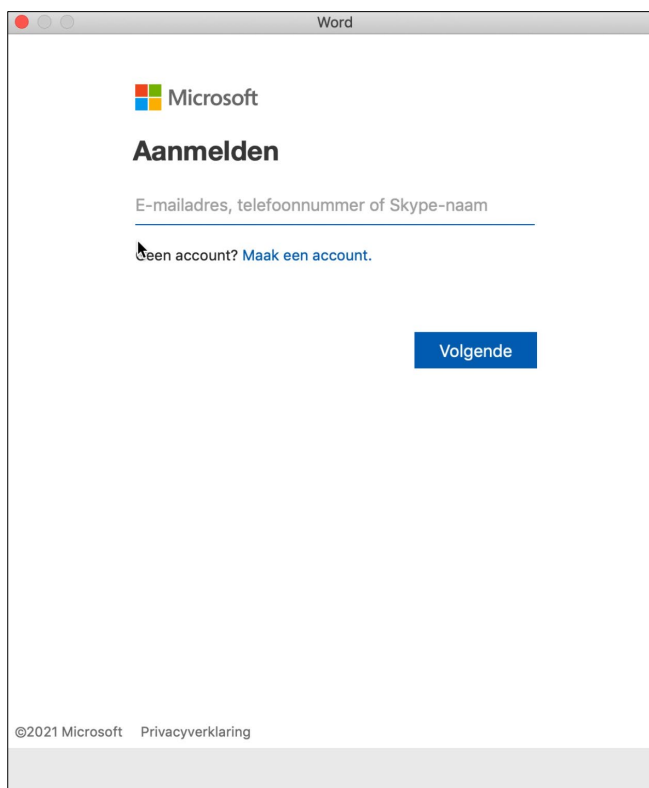 Word
Microsoft
Aanmelden
E-mailadres, telefoonnummer of Skype-naam
Geen account? Maak een account.
Volgende
©2021 Microsoft Privacyverklaring